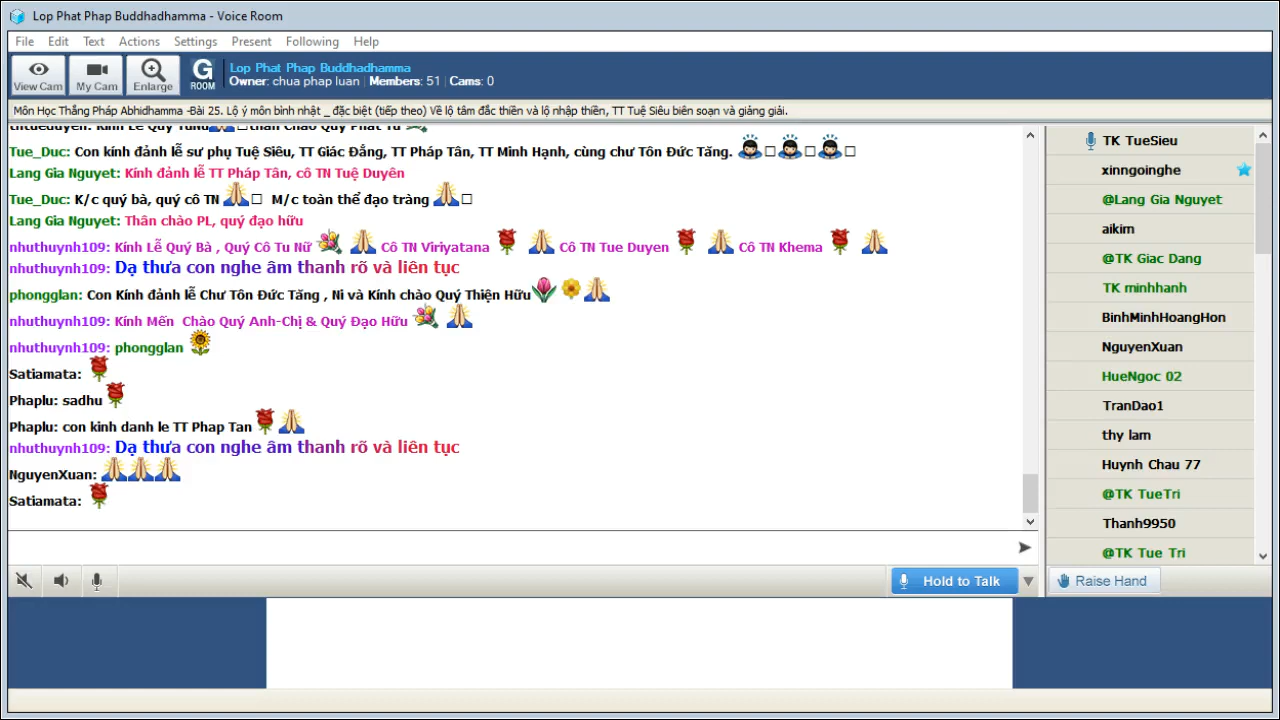 Lop Phat Phap Buddhadhamma - Voice Room
File Edit Text Actions Settings Present Following Help
View Cam
My Cam
Enlarge
G
ROOM
Lop Phat Phap Buddhadhamma
Owner: chua phap luan | Members: 51 | Cams: 0
Môn Học Thắng Pháp Abhidhamma -Bài 25. Lộ ý môn bình nhật _ đặc biệt (tiếp theo) Về lộ tâm đắc thiền và lộ nhập thiền, TT Tuệ Siêu biên soạn và giảng giải.
Tue_Duc: Con kính đảnh lễ sư phụ Tuệ Siêu, TT Giác Đẳng, TT Pháp Tân, TT Minh Hạnh, cùng chư Tôn Đức Tăng.
Lang Gia Nguyet: Kính đảnh lễ TT Pháp Tân, cô TN Tuệ Duyên
Tue_Duc: K/c quý bà, quý cô TN M/c toàn thể đạo tràng
Lang Gia Nguyet: Thân chào PL, quý đạo hữu
nhuthuynh109: Kính Lễ Quý Bà , Quý Cô Tu Nữ Cô TN Viriyatana Cô TN Tue Duyen Cô TN Khema
nhuthuynh109: Dạ thưa con nghe âm thanh rõ và liên tục
phongglan: Con Kính đảnh lễ Chư Tôn Đức Tăng , Ni và Kính chào Quý Thiện Hữu
nhuthuynh109: Kính Mến Chào Quý Anh-Chị & Quý Đạo Hữu
nhuthuynh109: phongglan
Satiamata:
Phaplu: sadhu
Phaplu: con kinh danh le TT Phap Tan
nhuthuynh109: Dạ thưa con nghe âm thanh rõ và liên tục
NguyenXuan:
Satiamata:
Hold to Talk
TK TueSieu
xinngoinghe
@Lang Gia Nguyet
aikim
@TK Giac Dang
TK minhhanh
BinhMinhHoangHon
NguyenXuan
HueNgoc 02
TranDao1
thy lam
Huynh Chau 77
@TK TueTri
Thanh9950
@TK Tue Tri
Raise Hand